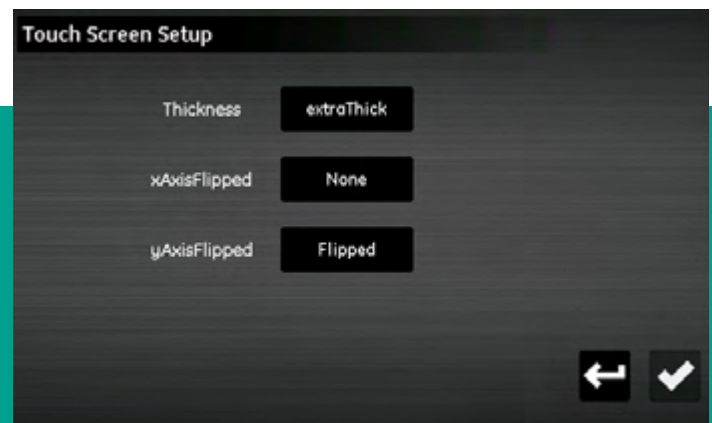 Touch Screen Setup
Thickness extraThick
xAxisFlipped None
yAxisFlipped Flipped